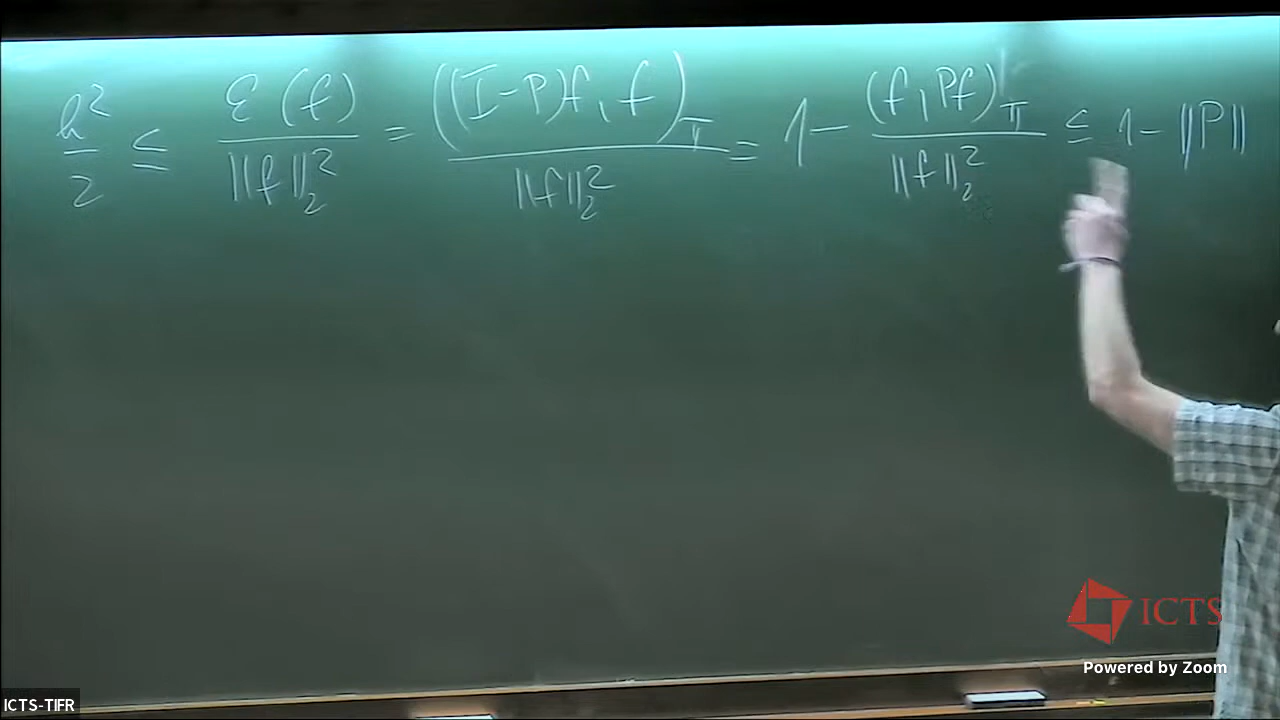 h²/2 ≤ ℰ(f)/‖f‖₂² = ((I-P)f, f)_π/‖f‖₂² = 1 - (f, Pf)_π/‖f‖₂² ≤ 1 - ‖P‖
ICTS
Powered by Zoom
ICTS-TIFR